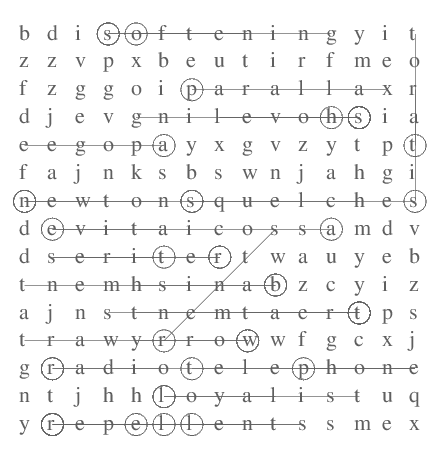 b d i s o f t e n i n g y i t
z z v p x b e u t i r f m e o
f z g g o i p a r a l l a x r
d j e v g n i l e v o h s i a
e e g o p a y x g v z y t p t
f a j n k s b s w n j a h g i
n e w t o n s q u e l c h e s
d e v i t a i c o s s a m d v
d s e r i t e r t w a u y e b
t n e m h s i n a b z c y i z
a j n s t n e m t a e r t p s
t r a w y r r o w w f g c x j
g r a d i o t e l e p h o n e
n t j h h l o y a l i s t u q
y r e p e l l e n t s s m e x